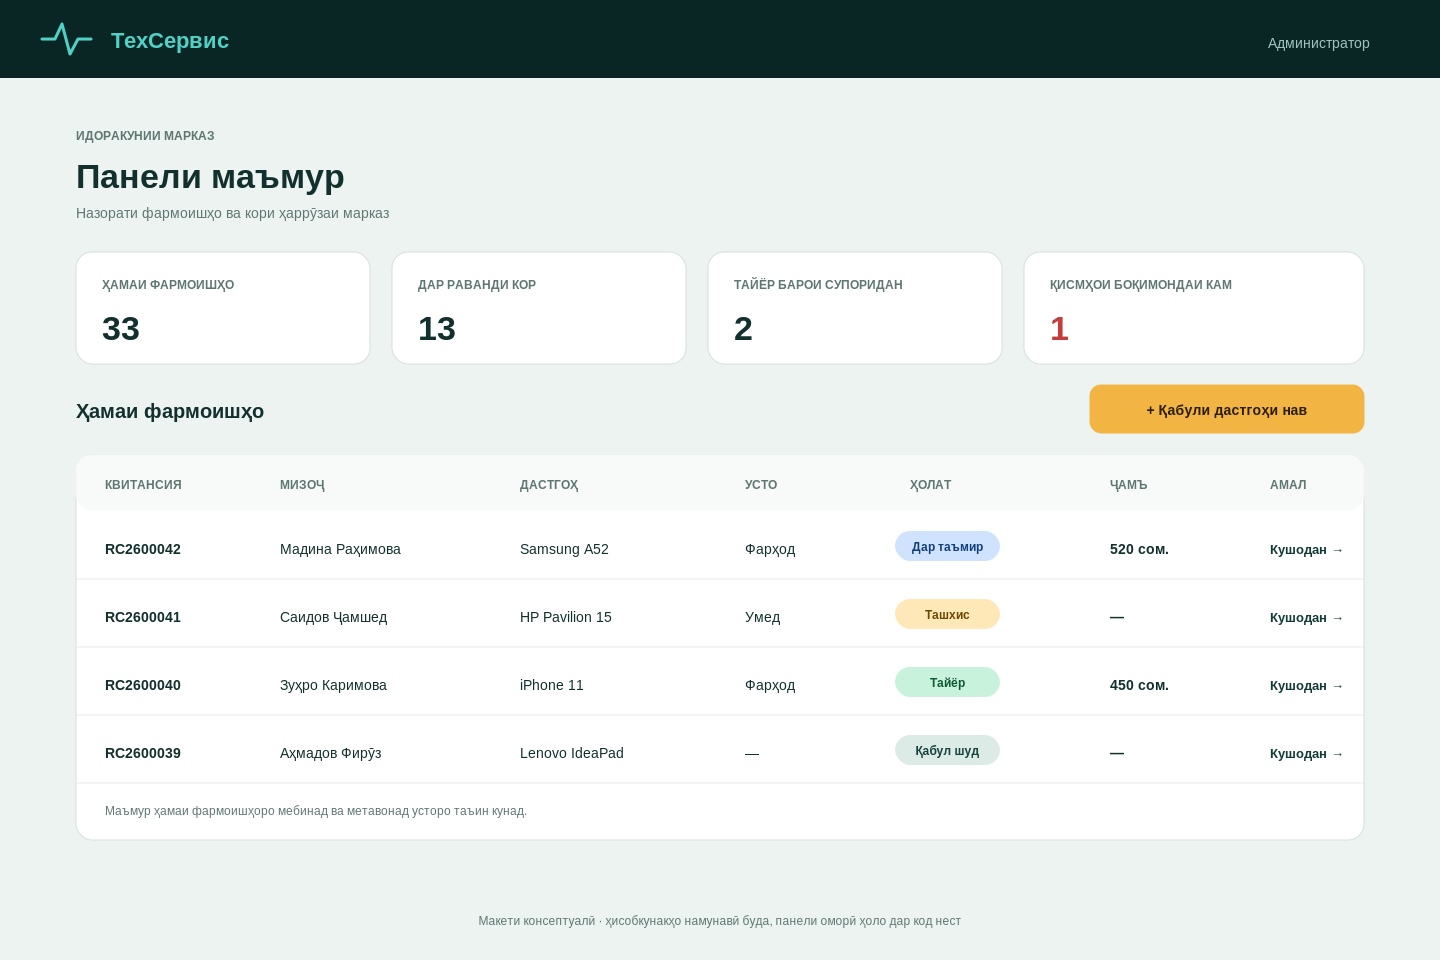 ТехСервис
Администратор
ИДОРАКУНИИ МАРКАЗ
Панели маъмур
Назорати фармоишҳо ва кори ҳаррӯзаи марказ
ҲАМАИ ФАРМОИШҲО
ДАР РАВАНДИ КОР
ТАЙЁР БАРОИ СУПОРИДАН
ҚИСМҲОИ БОҚИМОНДАИ КАМ
33
13
2
1
Ҳамаи фармоишҳо
+ Қабули дастгоҳи нав
КВИТАНСИЯ МИЗОҶ ДАСТГОҲ УСТО ҲОЛАТ ҶАМЪ АМАЛ
RC2600042 Мадина Раҳимова Samsung A52 Фарҳод Дар таъмир 520 сом. Кушодан →
RC2600041 Саидов Ҷамшед HP Pavilion 15 Умед Ташхис — Кушодан →
RC2600040 Зуҳро Каримова iPhone 11 Фарҳод Тайёр 450 сом. Кушодан →
RC2600039 Аҳмадов Фирӯз Lenovo IdeaPad — Қабул шуд — Кушодан →
Маъмур ҳамаи фармоишҳоро мебинад ва метавонад усторо таъин кунад.
Макети консептуалӣ · ҳисобкунакҳо намунавӣ буда, панели оморӣ ҳоло дар код нест